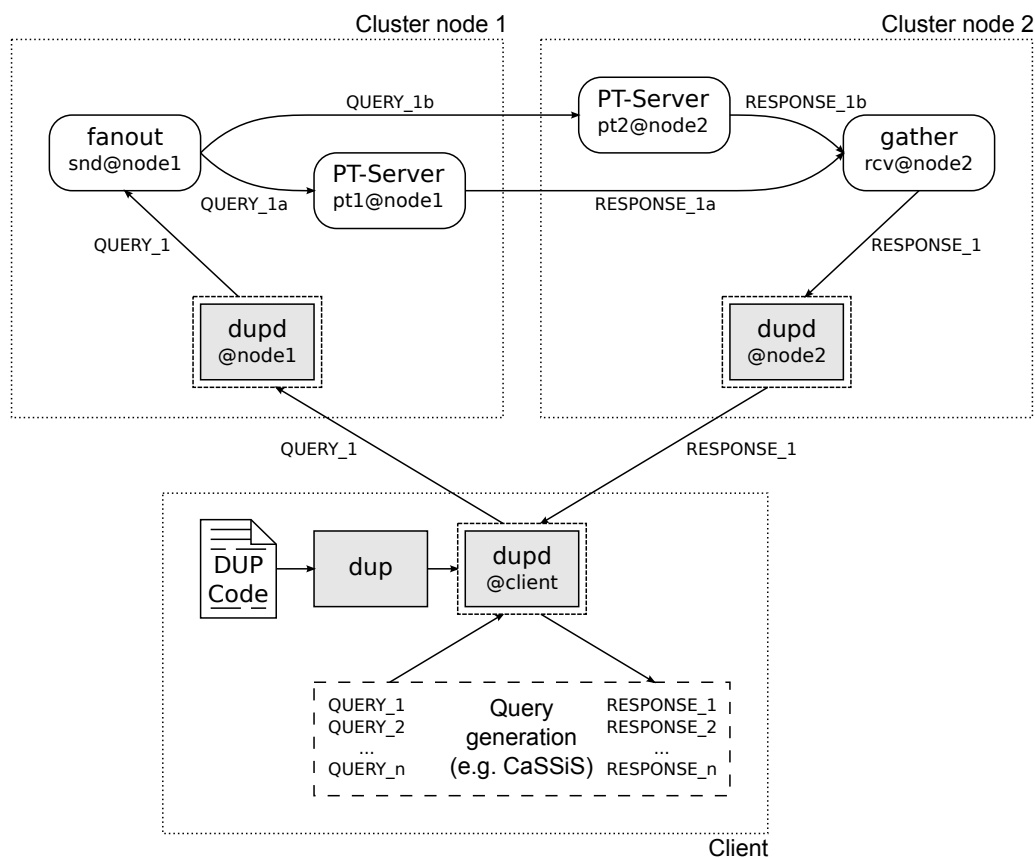 Cluster node 1
Cluster node 2
QUERY_1b
PT-Server
pt2@node2
RESPONSE_1b
fanout
snd@node1
gather
rcv@node2
PT-Server
pt1@node1
QUERY_1a
RESPONSE_1a
QUERY_1
RESPONSE_1
dupd
@node1
dupd
@node2
QUERY_1
RESPONSE_1
DUP
Code
dup
dupd
@client
QUERY_1
QUERY_2
...
QUERY_n
Query
generation
(e.g. CaSSiS)
RESPONSE_1
RESPONSE_2
...
RESPONSE_n
Client